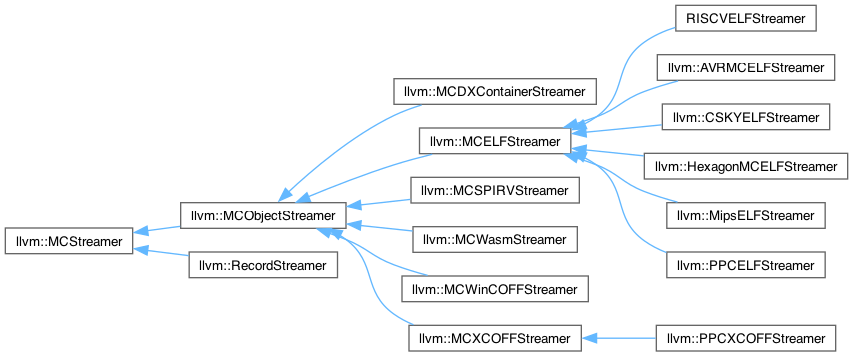 llvm::MCStreamer
llvm::MCObjectStreamer
llvm::RecordStreamer
llvm::MCDXContainerStreamer
llvm::MCELFStreamer
llvm::MCSPIRVStreamer
llvm::MCWasmStreamer
llvm::MCWinCOFFStreamer
llvm::MCXCOFFStreamer
RISCVELFStreamer
llvm::AVRMCELFStreamer
llvm::CSKYELFStreamer
llvm::HexagonMCELFStreamer
llvm::MipsELFStreamer
llvm::PPCELFStreamer
llvm::PPCXCOFFStreamer